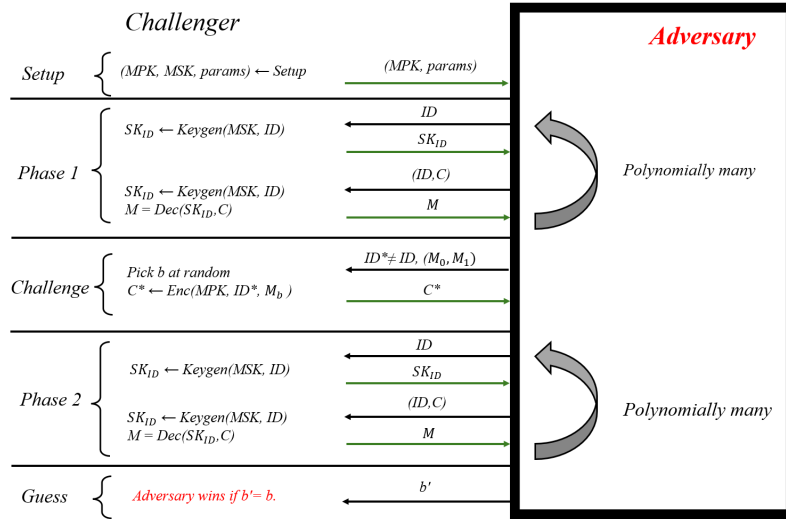 Challenger
Adversary
Setup
(MPK, MSK, params) ← Setup
(MPK, params)
Phase 1
ID
SK_ID ← Keygen(MSK, ID)
SK_ID
Polynomially many
(ID,C)
SK_ID ← Keygen(MSK, ID)
M = Dec(SK_ID,C)
M
Challenge
ID*≠ ID, (M₀, M₁)
Pick b at random
C* ← Enc(MPK, ID*, M_b )
C*
Phase 2
ID
SK_ID ← Keygen(MSK, ID)
SK_ID
Polynomially many
(ID,C)
SK_ID ← Keygen(MSK, ID)
M = Dec(SK_ID,C)
M
Guess
Adversary wins if b'= b.
b'